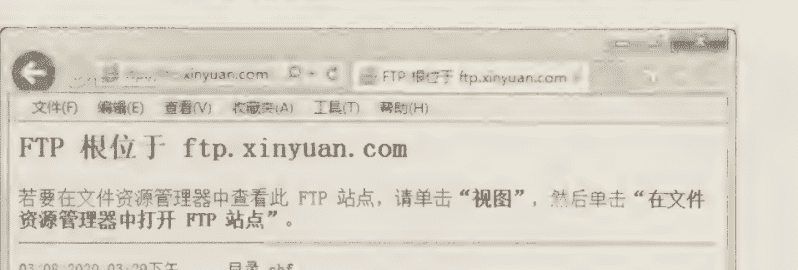 xinyuan.com
FTP 根位于 ftp.xinyuan.com
文件(F) 编辑(E) 查看(V) 收藏夹(A) 工具(T) 帮助(H)
FTP 根位于 ftp.xinyuan.com
若要在文件资源管理器中查看此 FTP 站点，请单击“视图”，然后单击“在文件
资源管理器中打开 FTP 站点”。
03/08/2020 03:29下午 目录 shf